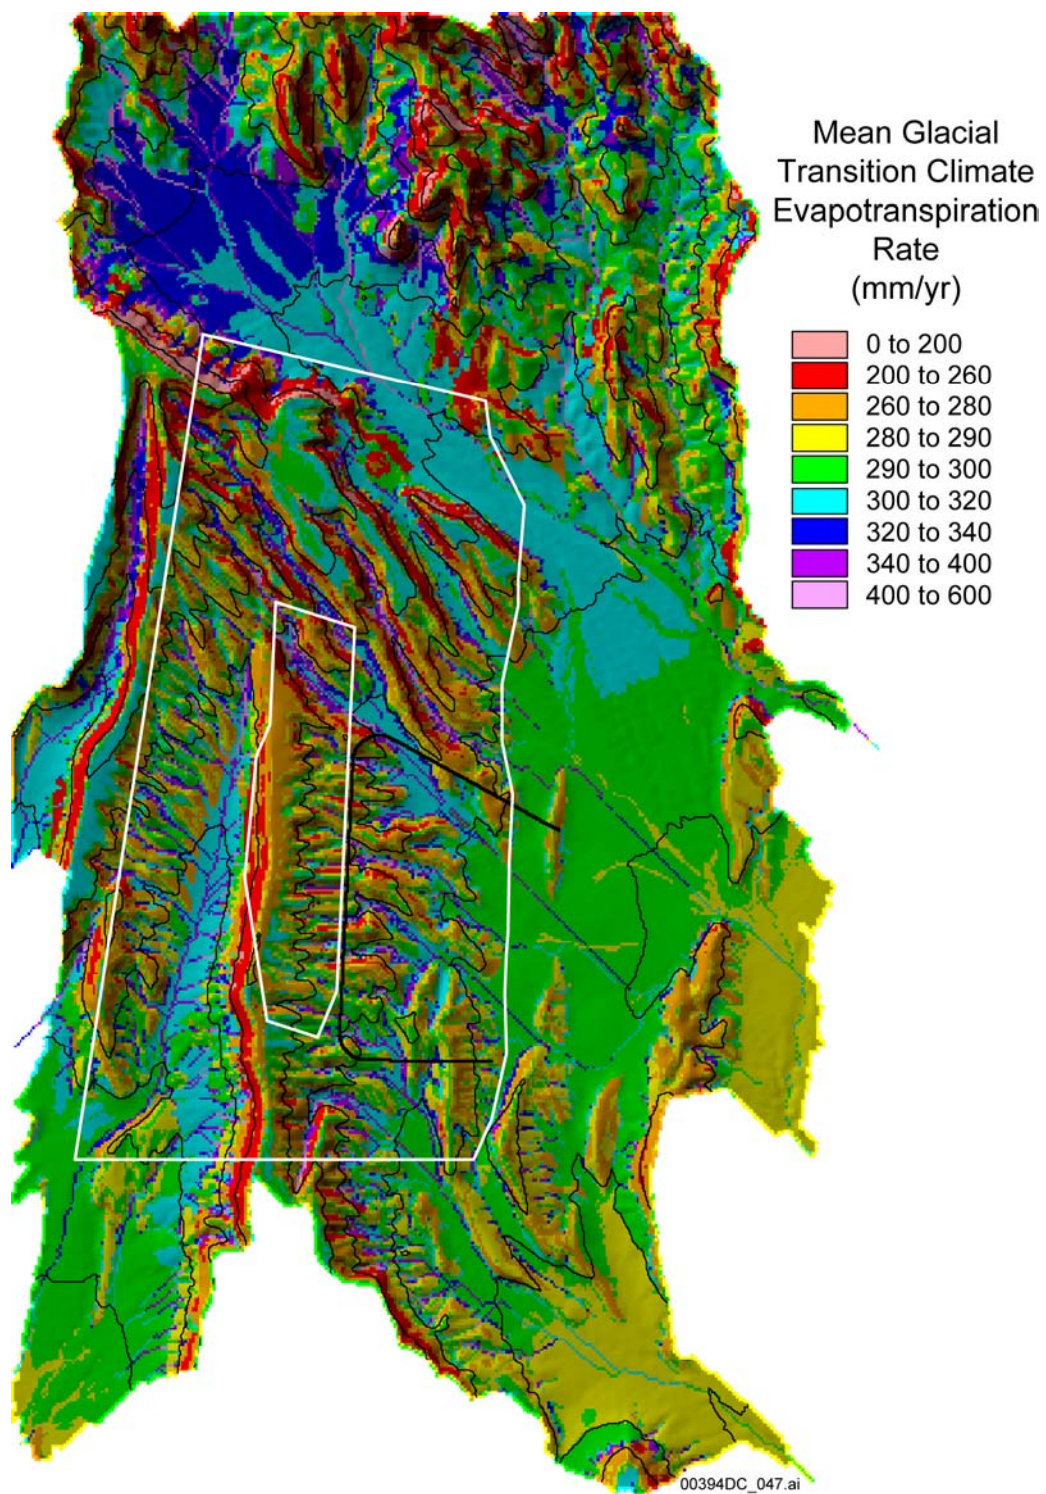 Mean Glacial
Transition Climate
Evapotranspiration
Rate
(mm/yr)
0 to 200
200 to 260
260 to 280
280 to 290
290 to 300
300 to 320
320 to 340
340 to 400
400 to 600
00394DC_047.ai